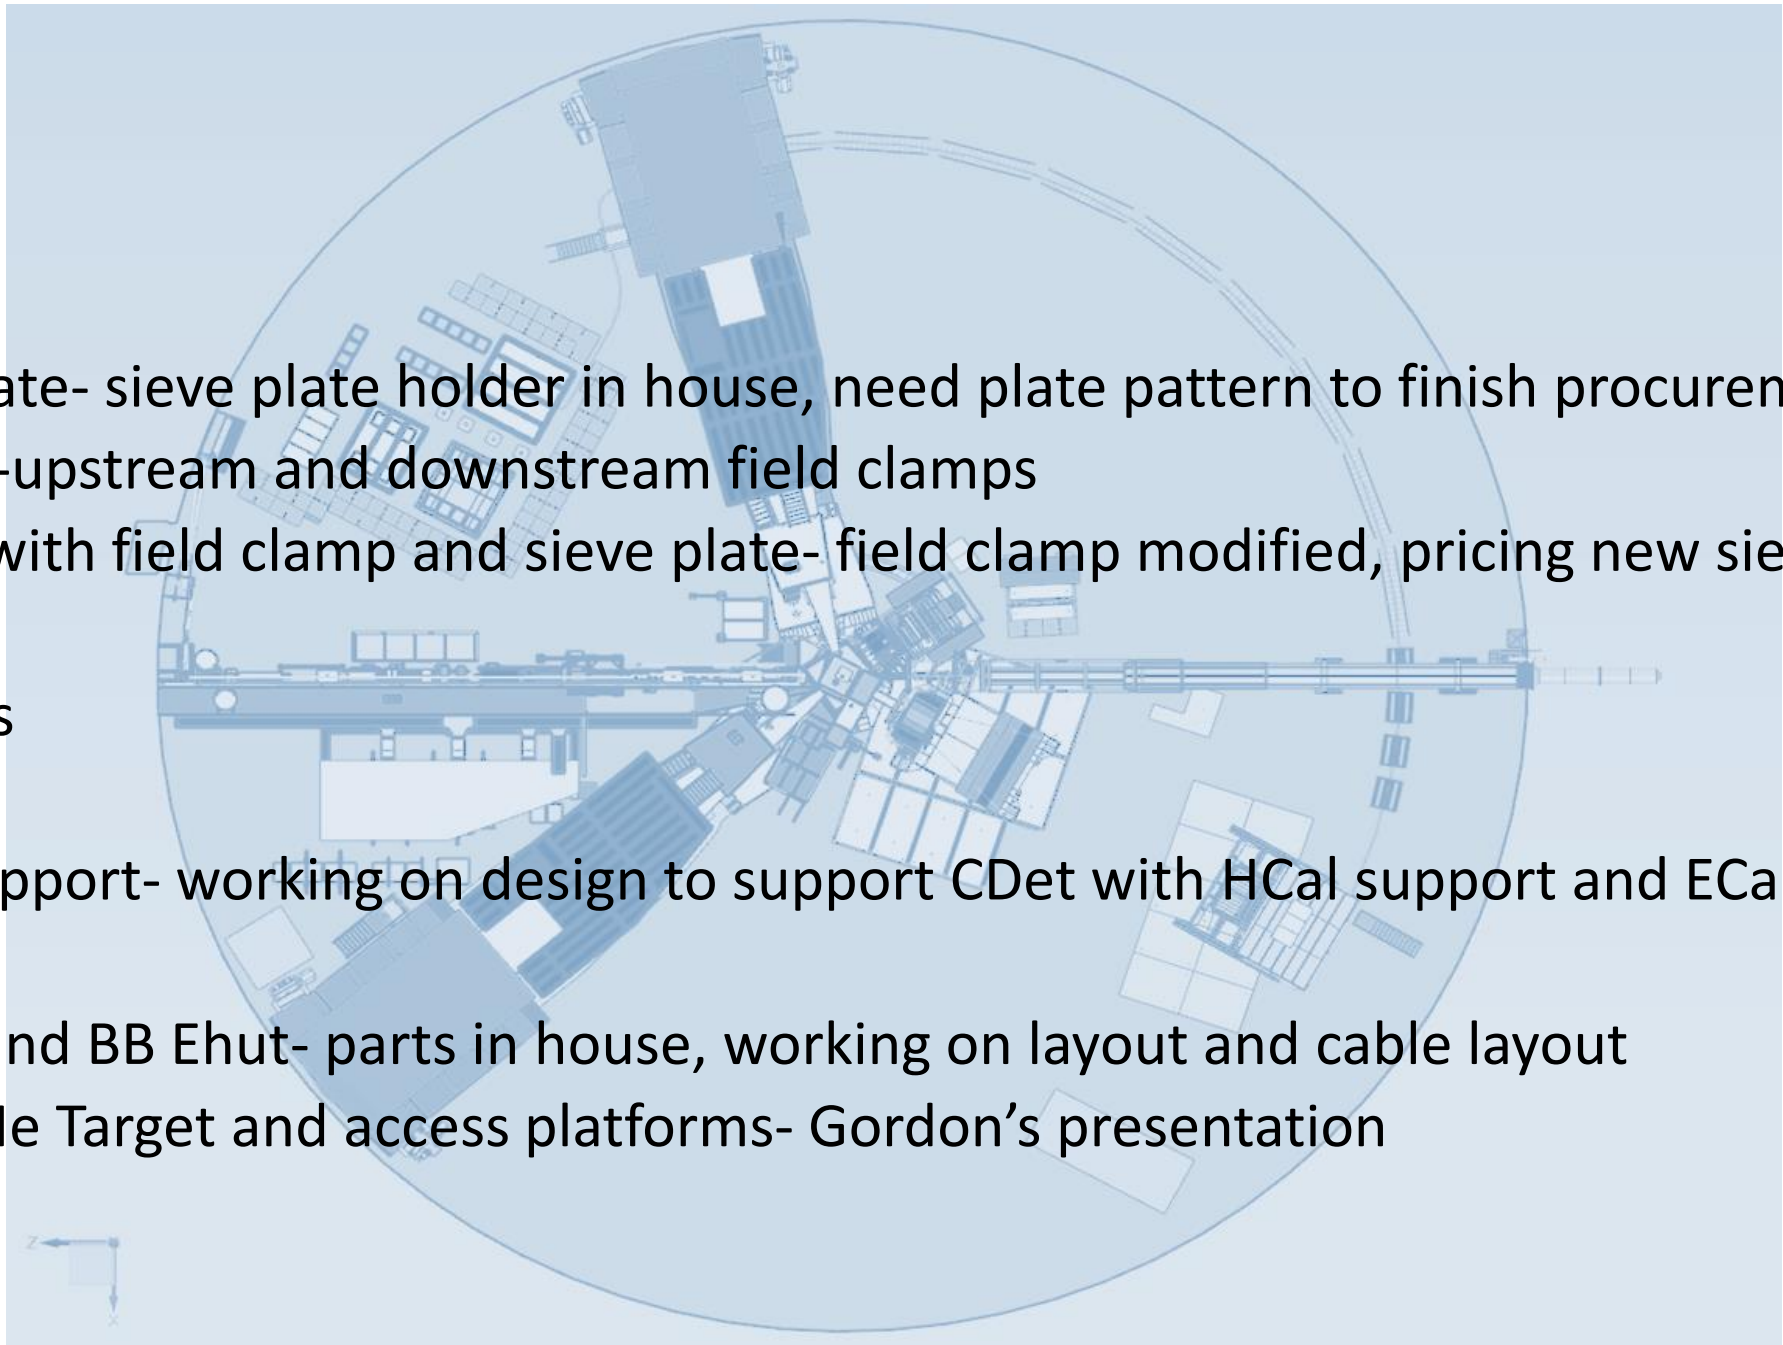 ate- sieve plate holder in house, need plate pattern to finish procurem
-upstream and downstream field clamps
with field clamp and sieve plate- field clamp modified, pricing new sie
s
pport- working on design to support CDet with HCal support and ECa
nd BB Ehut- parts in house, working on layout and cable layout
le Target and access platforms- Gordon’s presentation
Z
X